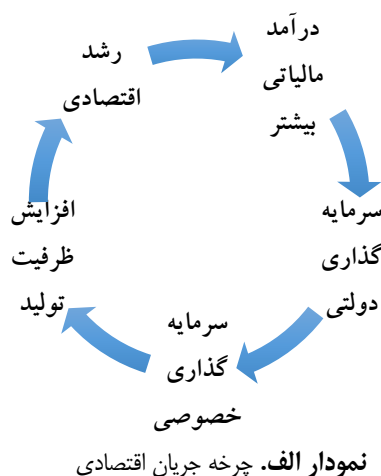 درآمد
مالیاتی
بیشتر
سرمایه
گذاری
دولتی
سرمایه
گذاری
خصوصی
افزایش
ظرفیت
تولید
رشد
اقتصادی
نمودار الف. چرخه جریان اقتصادی